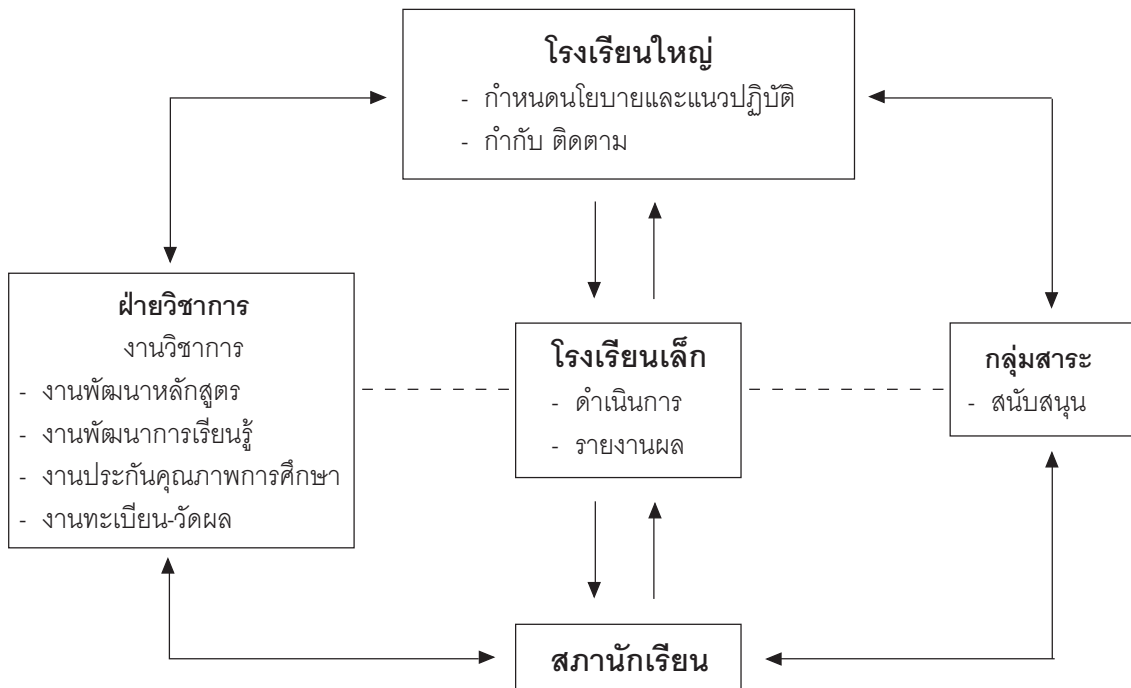 โรงเรียนใหญ่
- กำหนดนโยบายและแนวปฏิบัติ
- กำกับ ติดตาม
ฝ่ายวิชาการ
งานวิชาการ
- งานพัฒนาหลักสูตร
- งานพัฒนาการเรียนรู้
- งานประกันคุณภาพการศึกษา
- งานทะเบียน-วัดผล
โรงเรียนเล็ก
- ดำเนินการ
- รายงานผล
กลุ่มสาระ
- สนับสนุน
สภานักเรียน